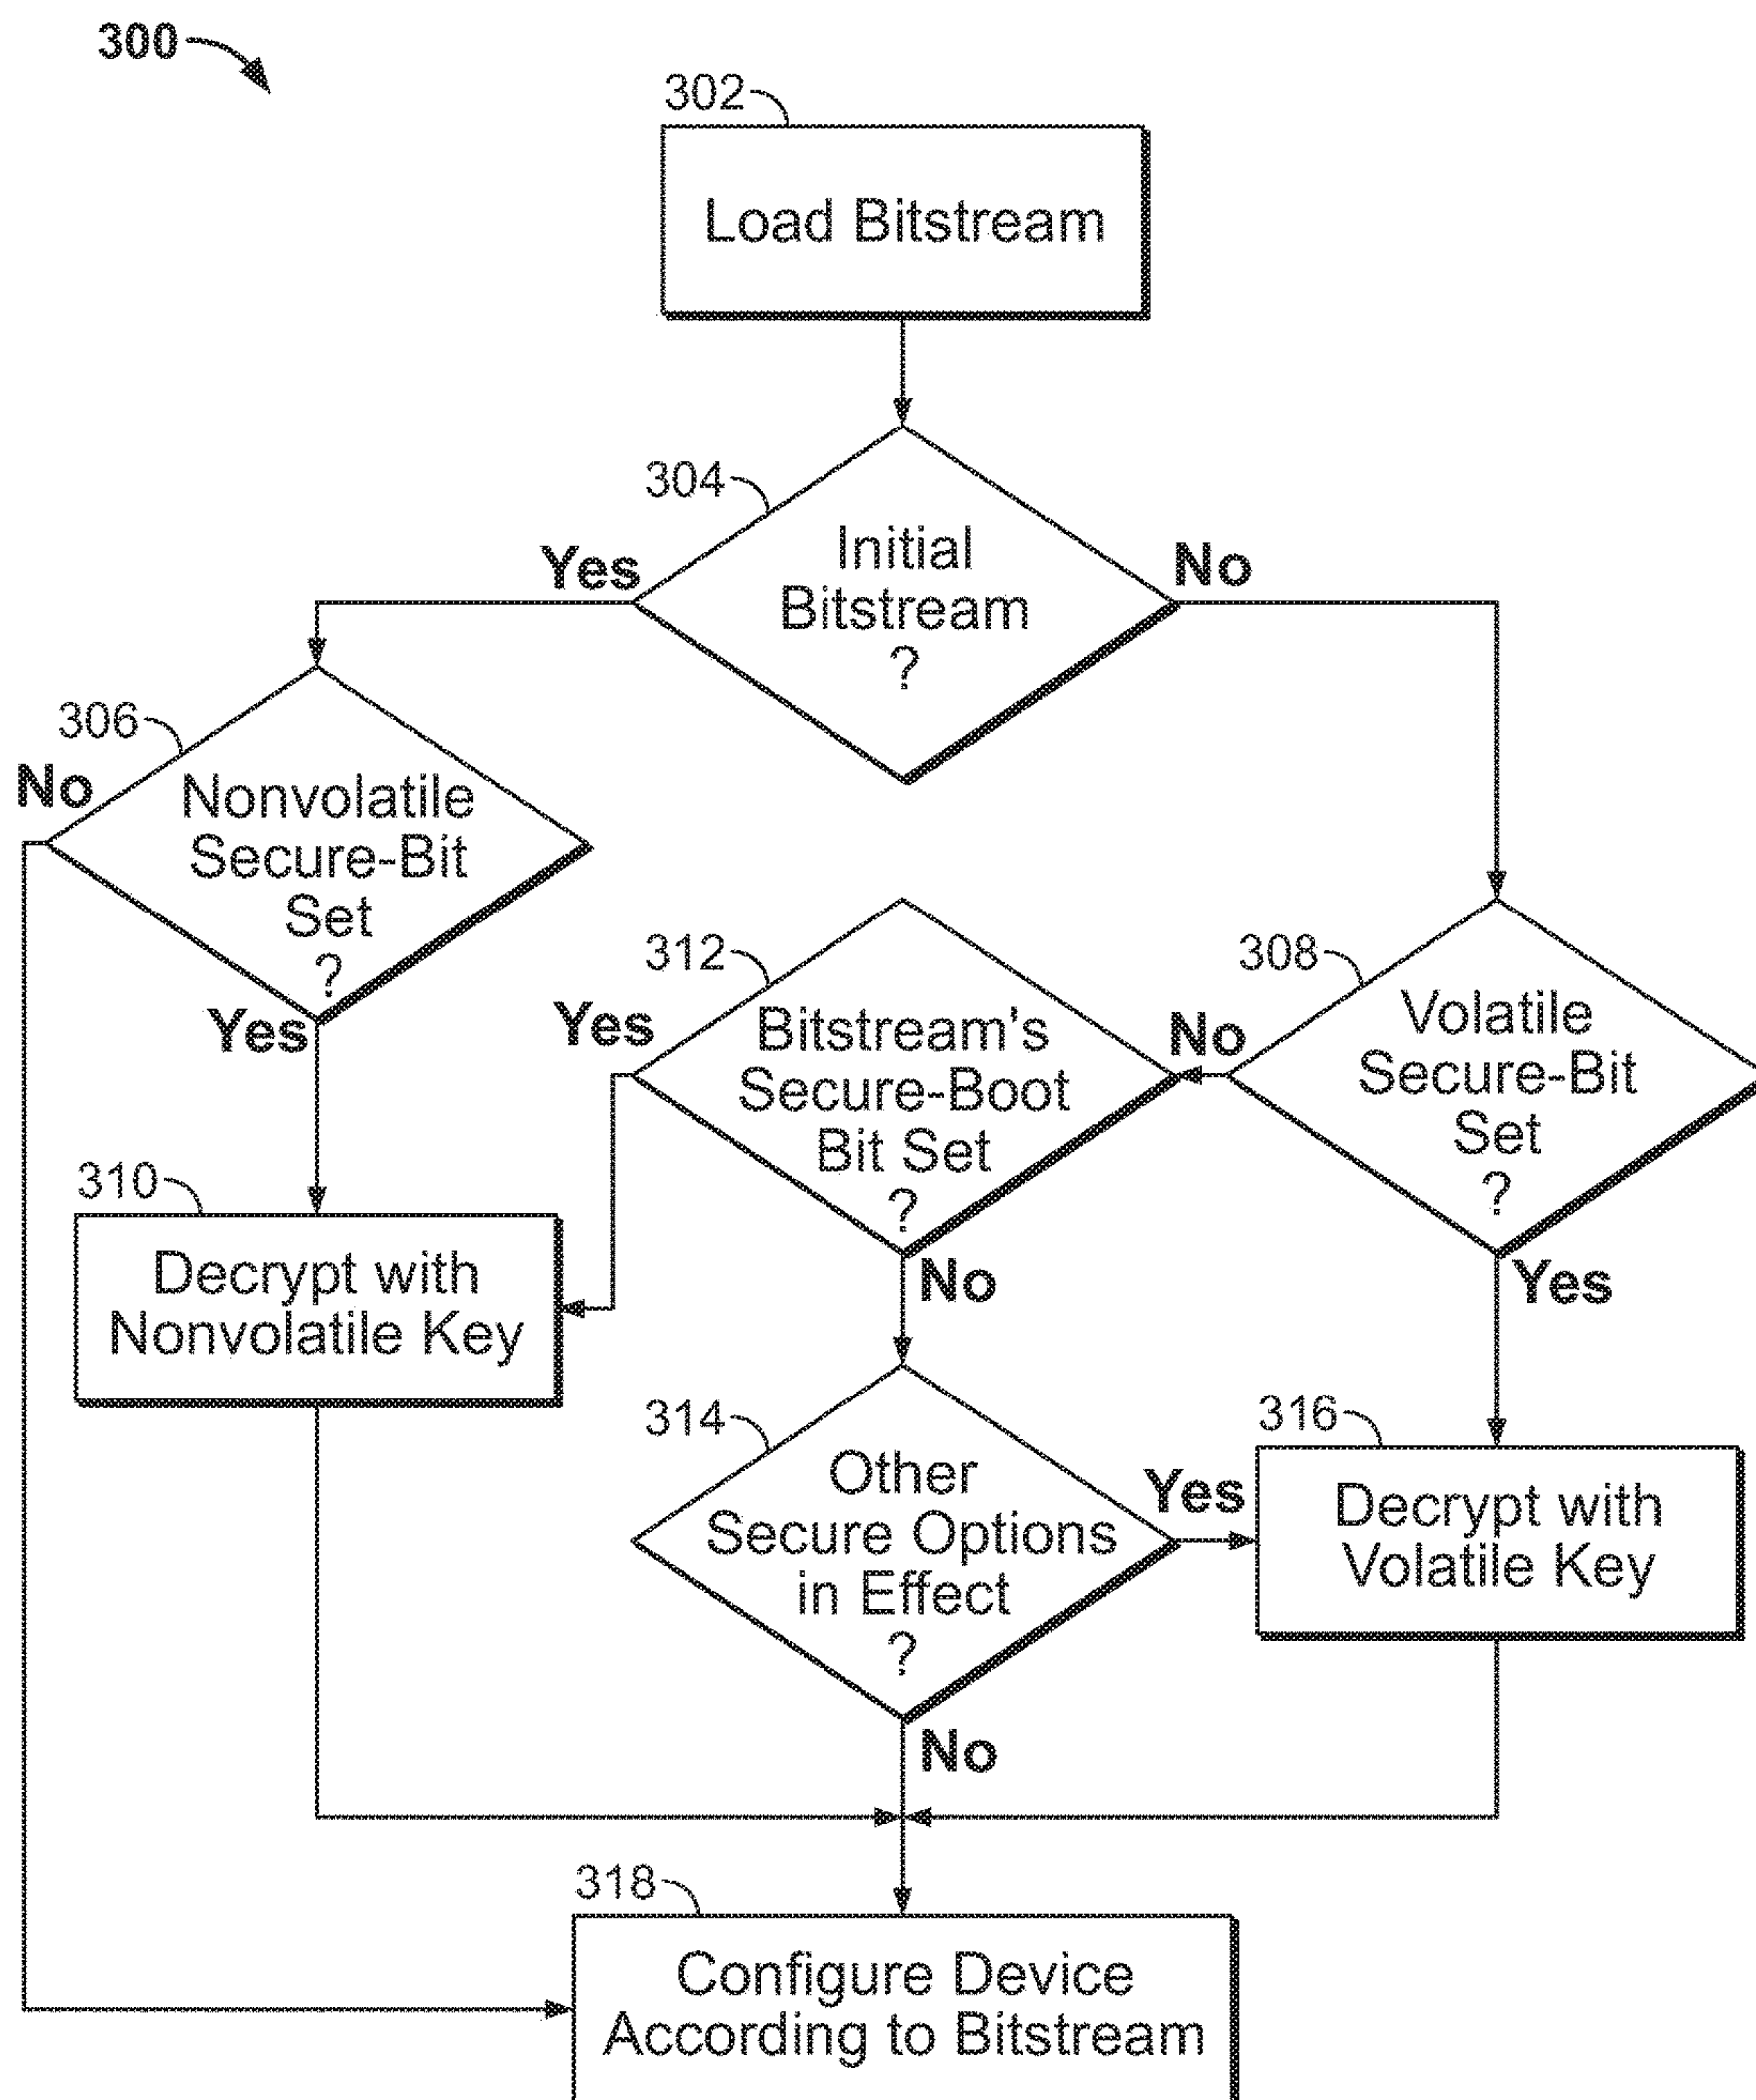 300
302
Load Bitstream
304
Initial
Bitstream
?
Yes
No
306
Nonvolatile
Secure-Bit
Set
?
No
Yes
312
Bitstream's
Secure-Boot
Bit Set
?
Yes
No
308
Volatile
Secure-Bit
Set
?
No
Yes
310
Decrypt with
Nonvolatile Key
314
Other
Secure Options
in Effect
?
Yes
No
316
Decrypt with
Volatile Key
318
Configure Device
According to Bitstream